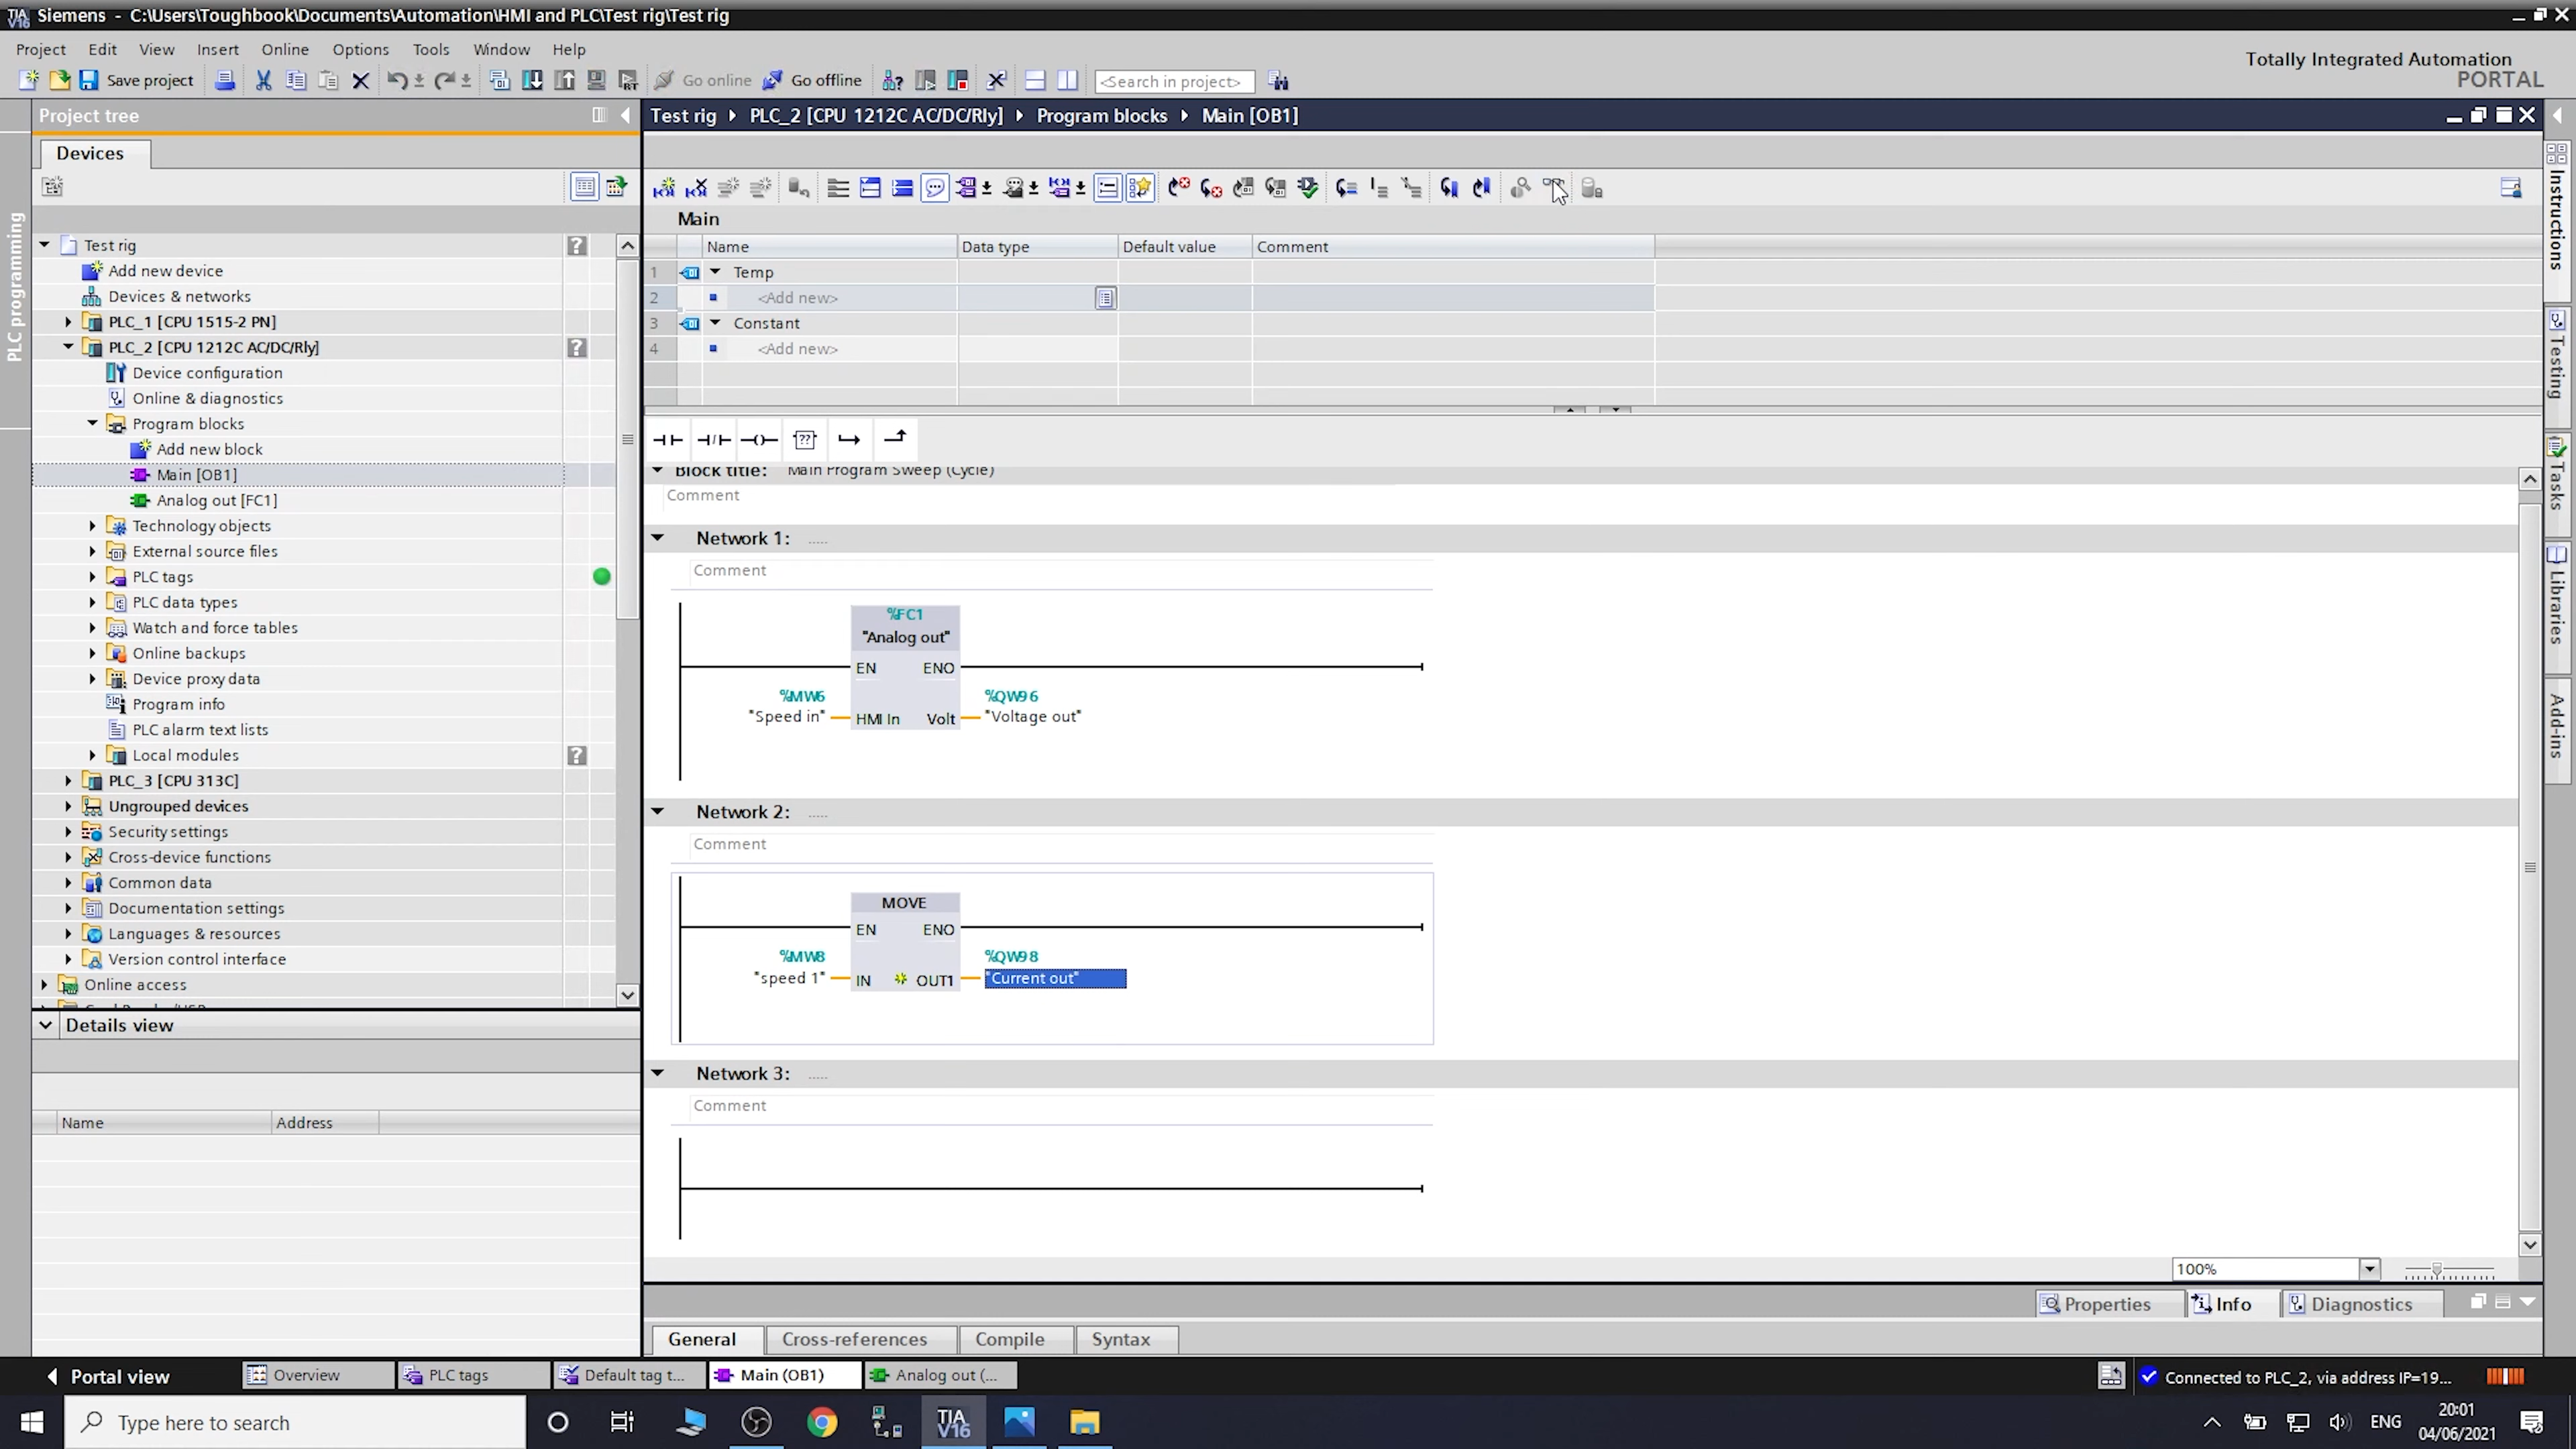 TIA V16 Siemens - C:\Users\Toughbook\Documents\Automation\HMI and PLC\Test rig\Test rig
Project Edit View Insert Online Options Tools Window Help
Totally Integrated Automation
PORTAL
Save project Go online Go offline <Search in project>
Project tree
Test rig PLC_2 [CPU 1212C AC/DC/Rly] Program blocks Main [OB1]
Devices
PLC programming
Test rig
Add new device
Devices & networks
PLC_1 [CPU 1515-2 PN]
PLC_2 [CPU 1212C AC/DC/Rly]
Device configuration
Online & diagnostics
Program blocks
Add new block
Main [OB1]
Analog out [FC1]
Technology objects
External source files
PLC tags
PLC data types
Watch and force tables
Online backups
Device proxy data
Program info
PLC alarm text lists
Local modules
PLC_3 [CPU 313C]
Ungrouped devices
Security settings
Cross-device functions
Common data
Documentation settings
Languages & resources
Version control interface
Online access
Details view
Name Address
Main
Name Data type Default value Comment
1 Temp
2 <Add new>
3 Constant
4 <Add new>
??
Block title: Main Program Sweep (Cycle)
Comment
Network 1: .....
Comment
%FC1
"Analog out"
EN ENO
%MW6 %QW96
"Speed in" HMI In Volt "Voltage out"
Network 2: .....
Comment
MOVE
EN ENO
%MW8 %QW98
"speed 1" IN OUT1 "Current out"
Network 3: .....
Comment
100%
Properties Info Diagnostics
General Cross-references Compile Syntax
Instructions
Testing
Tasks
Libraries
Add-ins
Portal view Overview PLC tags Default tag t... Main (OB1) Analog out (... Connected to PLC_2, via address IP=19...
Type here to search TIA V16 ENG 20:01
04/06/2021